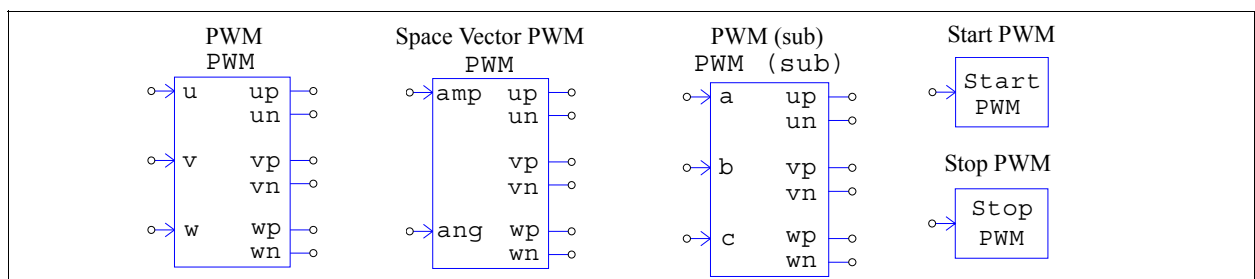 PWM
PWM
u up
un
v vp
vn
w wp
wn
Space Vector PWM
PWM
amp up
un
vp
vn
ang wp
wn
PWM (sub)
PWM (sub)
a up
un
b vp
vn
c wp
wn
Start PWM
Start
PWM
Stop PWM
Stop
PWM